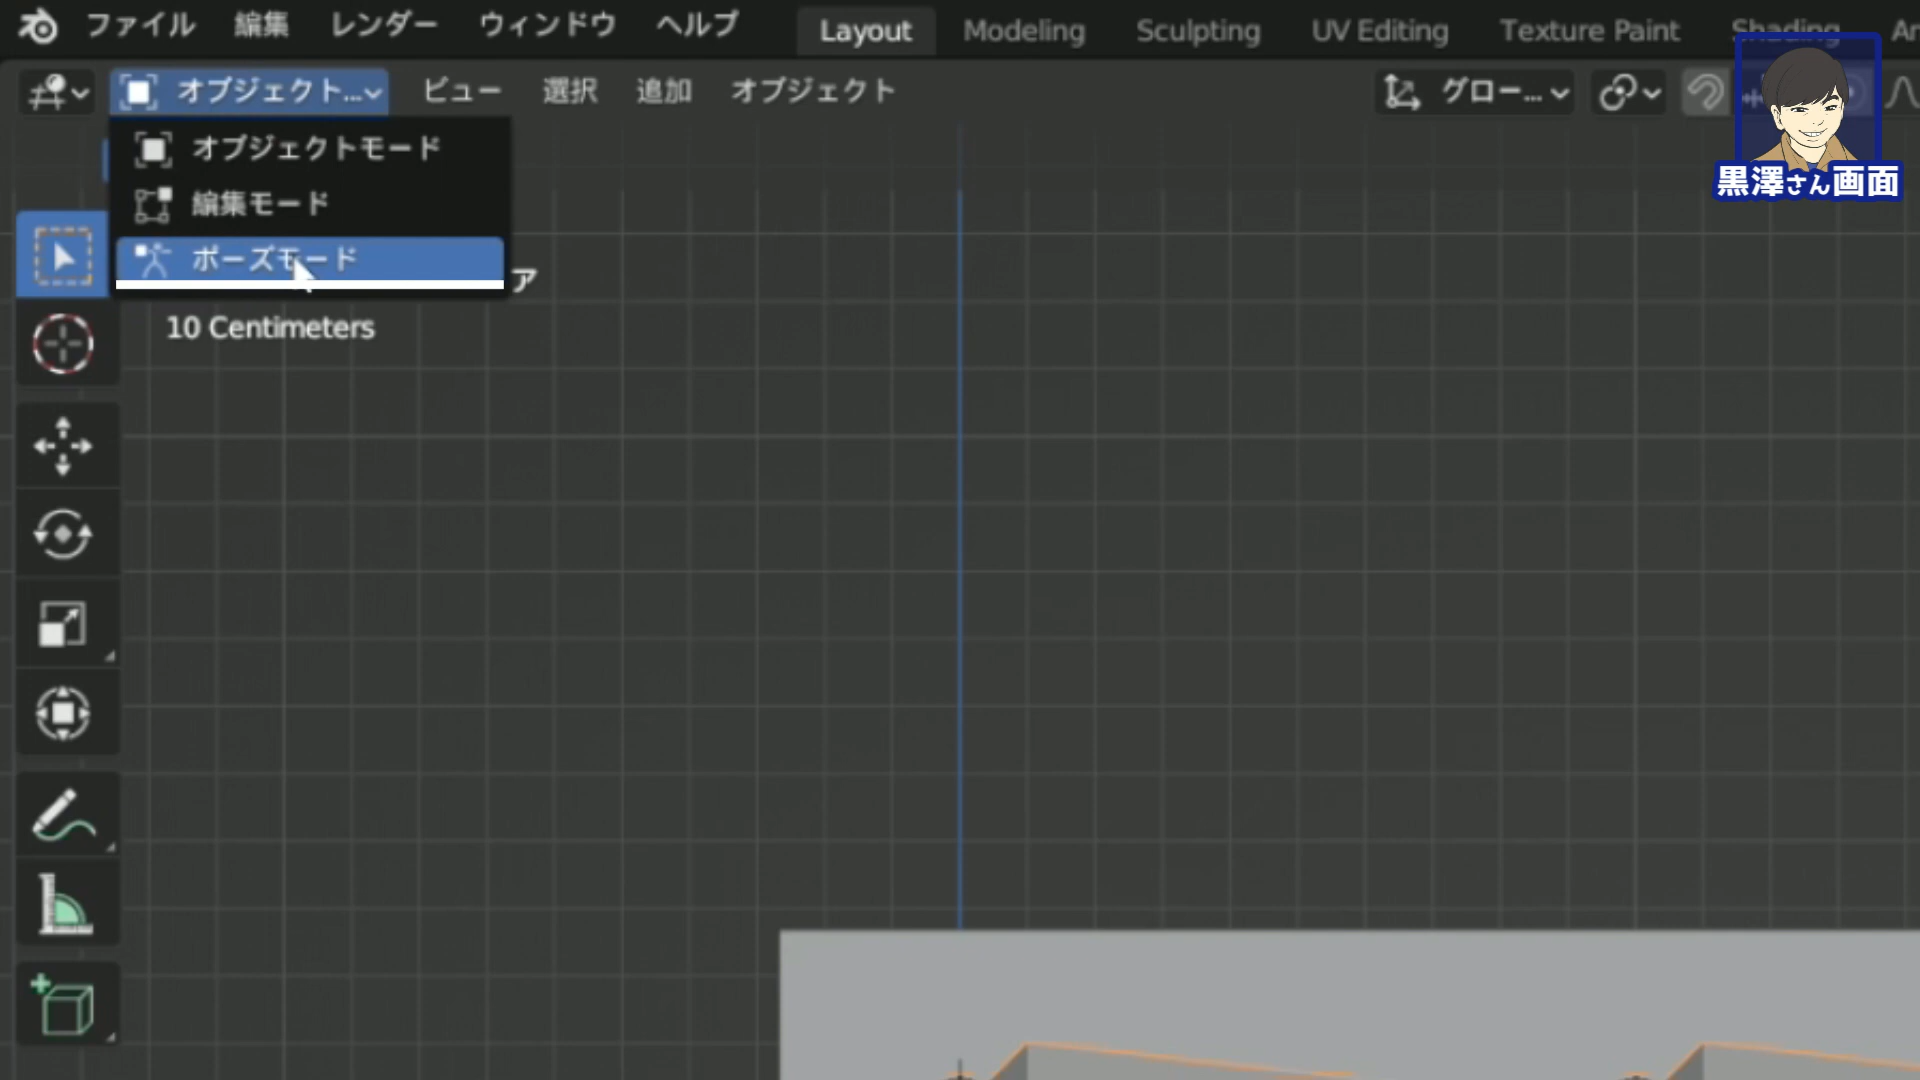 ファイル 編集 レンダー ウィンドウ ヘルプ Layout Modeling Sculpting UV Editing Texture Paint Shading
オブジェクト... ビュー 選択 追加 オブジェクト グロー...
オブジェクトモード
編集モード
ポーズモード
ア
10 Centimeters
黒澤さん画面